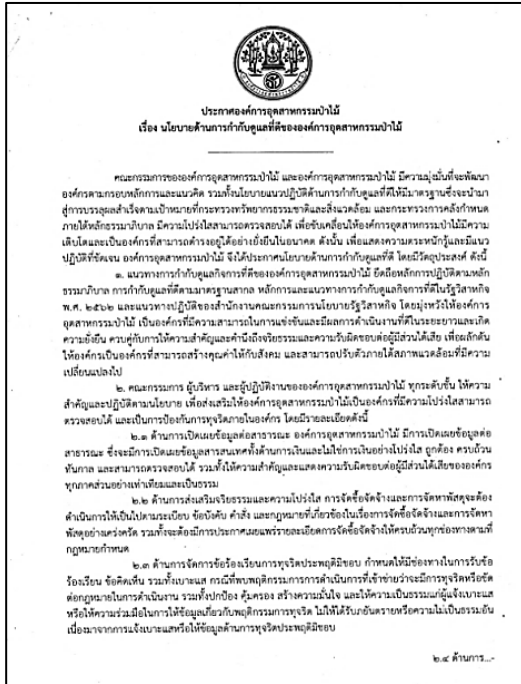 ประกาศองค์การอุตสาหกรรมป่าไม้
เรื่อง นโยบายด้านการกำกับดูแลที่ดีขององค์การอุตสาหกรรมป่าไม้
คณะกรรมการขององค์การอุตสาหกรรมป่าไม้ และองค์การอุตสาหกรรมป่าไม้ มีความมุ่งมั่นที่จะพัฒนา
องค์กรตามกรอบหลักการและแนวคิด รวมทั้งนโยบายแนวปฏิบัติด้านการกำกับดูแลที่ดีให้มีมาตรฐานซึ่งจะนำมา
สู่การบรรลุผลสำเร็จตามเป้าหมายที่กระทรวงทรัพยากรธรรมชาติและสิ่งแวดล้อม และกระทรวงการคลังกำหนด
ภายใต้หลักธรรมาภิบาล มีความโปร่งใสสามารถตรวจสอบได้ เพื่อขับเคลื่อนให้องค์การอุตสาหกรรมป่าไม้มีความ
เติบโตและเป็นองค์กรที่สามารถดำรงอยู่ได้อย่างยั่งยืนในอนาคต ดังนั้น เพื่อแสดงความตระหนักรู้และมีแนว
ปฏิบัติที่ชัดเจน องค์การอุตสาหกรรมป่าไม้ จึงได้ประกาศนโยบายด้านการกำกับดูแลที่ดี โดยมีวัตถุประสงค์ ดังนี้
๑. แนวทางการกำกับดูแลกิจการที่ดีขององค์การอุตสาหกรรมป่าไม้ ยึดถือหลักการปฏิบัติตามหลัก
ธรรมาภิบาล การกำกับดูแลที่ดีตามมาตรฐานสากล หลักการและแนวทางการกำกับดูแลกิจการที่ดีในรัฐวิสาหกิจ
พ.ศ. ๒๕๖๒ และแนวทางปฏิบัติของสำนักงานคณะกรรมการนโยบายรัฐวิสาหกิจ โดยมุ่งหวังให้องค์การ
อุตสาหกรรมป่าไม้ เป็นองค์กรที่มีความสามารถในการแข่งขันและมีผลการดำเนินงานที่ดีในระยะยาวและเกิด
ความยั่งยืน ควบคู่กับการให้ความสำคัญและคำนึงถึงจริยธรรมและความรับผิดชอบต่อผู้มีส่วนได้เสีย เพื่อผลักดัน
ให้องค์กรเป็นองค์กรที่สามารถสร้างคุณค่าให้กับสังคม และสามารถปรับตัวภายใต้สภาพแวดล้อมที่มีความ
เปลี่ยนแปลงไป
๒. คณะกรรมการ ผู้บริหาร และผู้ปฏิบัติงานขององค์การอุตสาหกรรมป่าไม้ ทุกระดับชั้น ให้ความ
สำคัญและปฏิบัติตามนโยบาย เพื่อส่งเสริมให้องค์การอุตสาหกรรมป่าไม้เป็นองค์กรที่มีความโปร่งใสสามารถ
ตรวจสอบได้ และเป็นการป้องกันการทุจริตภายในองค์กร โดยมีรายละเอียดดังนี้
๒.๑ ด้านการเปิดเผยข้อมูลต่อสาธารณะ องค์การอุตสาหกรรมป่าไม้ มีการเปิดเผยข้อมูลต่อ
สาธารณะ ซึ่งจะมีการเปิดเผยข้อมูลสารสนเทศทั้งด้านการเงินและไม่ใช่การเงินอย่างโปร่งใส ถูกต้อง ครบถ้วน
ทันกาล และสามารถตรวจสอบได้ รวมทั้งให้ความสำคัญและแสดงความรับผิดชอบต่อผู้มีส่วนได้เสียขององค์กร
ทุกภาคส่วนอย่างเท่าเทียมและเป็นธรรม
๒.๒ ด้านการส่งเสริมจริยธรรมและความโปร่งใส การจัดซื้อจัดจ้างและการจัดหาพัสดุจะต้อง
ดำเนินการให้เป็นไปตามระเบียบ ข้อบังคับ คำสั่ง และกฎหมายที่เกี่ยวข้องในเรื่องการจัดซื้อจัดจ้างและการจัดหา
พัสดุอย่างเคร่งครัด รวมทั้งจะต้องมีการประกาศเผยแพร่รายละเอียดการจัดซื้อจัดจ้างให้ครบถ้วนทุกช่องทางตามที่
กฎหมายกำหนด
๒.๓ ด้านการจัดการข้อร้องเรียนการทุจริตประพฤติมิชอบ กำหนดให้มีช่องทางในการรับข้อ
ร้องเรียน ข้อคิดเห็น รวมทั้งเบาะแส กรณีที่พบพฤติกรรมการดำเนินการที่เข้าข่ายว่าจะมีการทุจริตหรือขัด
ต่อกฎหมายในการดำเนินงาน รวมทั้งปกป้อง คุ้มครอง สร้างความมั่นใจ และให้ความเป็นธรรมแก่ผู้แจ้งเบาะแส
หรือให้ความร่วมมือในการให้ข้อมูลเกี่ยวกับพฤติกรรมการทุจริต ไม่ให้ได้รับภยันตรายหรือความไม่เป็นธรรมอัน
เนื่องมาจากการแจ้งเบาะแสหรือให้ข้อมูลด้านการทุจริตประพฤติมิชอบ
๒.๔ ด้านการ...-